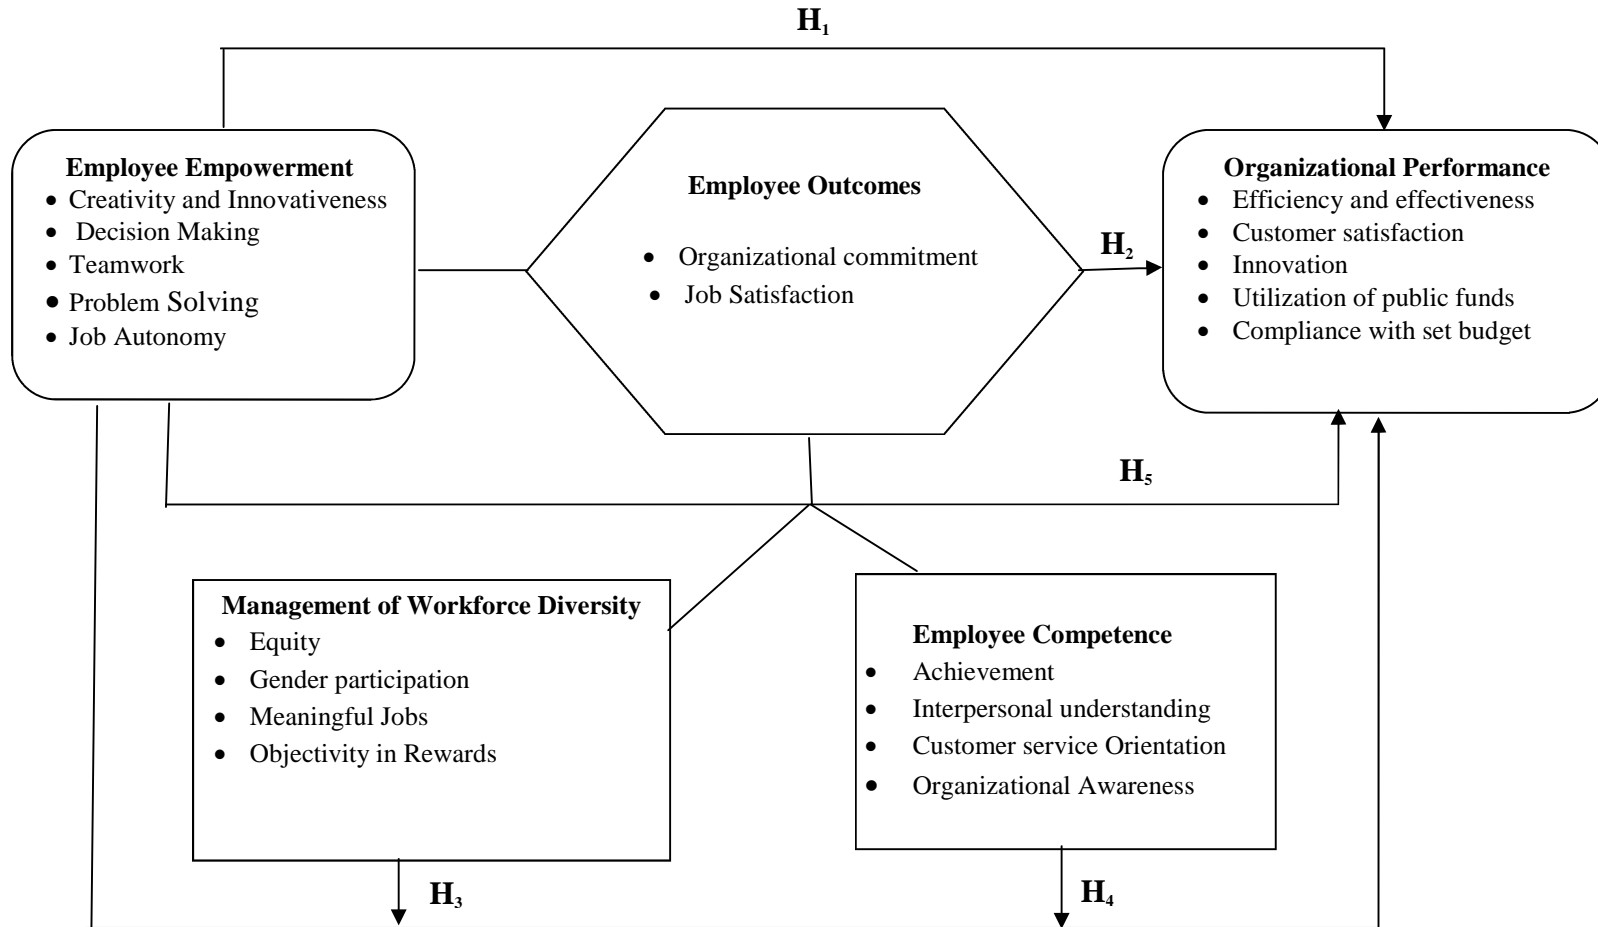 H₁
Employee Empowerment
• Creativity and Innovativeness
• Decision Making
• Teamwork
• Problem Solving
• Job Autonomy
Employee Outcomes
• Organizational commitment
• Job Satisfaction
H₂
Organizational Performance
• Efficiency and effectiveness
• Customer satisfaction
• Innovation
• Utilization of public funds
• Compliance with set budget
H₅
Management of Workforce Diversity
• Equity
• Gender participation
• Meaningful Jobs
• Objectivity in Rewards
Employee Competence
• Achievement
• Interpersonal understanding
• Customer service Orientation
• Organizational Awareness
H₃
H₄